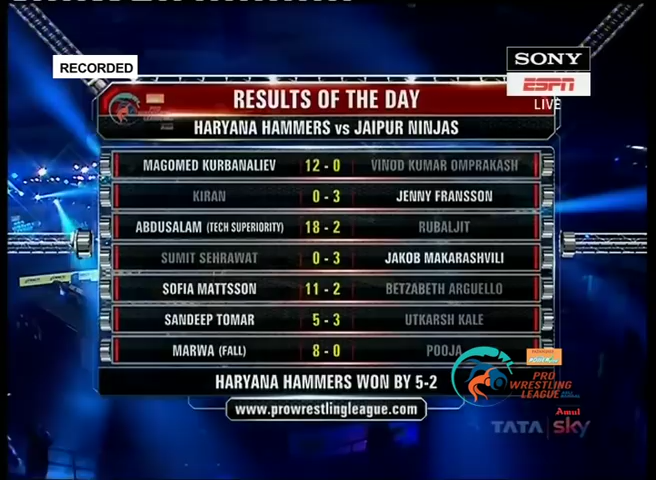 RECORDED
SONY
ESPN
LIVE
RESULTS OF THE DAY
HARYANA HAMMERS vs JAIPUR NINJAS
MAGOMED KURBANALIEV 12 - 0 VINOD KUMAR OMPRAKASH
KIRAN 0 - 3 JENNY FRANSSON
ABDUSALAM (TECH SUPERIORITY) 18 - 2 RUBALJIT
SUMIT SEHRAWAT 0 - 3 JAKOB MAKARASHVILI
SOFIA MATTSSON 11 - 2 BETZABETH ARGUELLO
SANDEEP TOMAR 5 - 3 UTKARSH KALE
MARWA (FALL) 8 - 0 POOJA
HARYANA HAMMERS WON BY 5-2
www.prowrestlingleague.com
PRO
WRESTLING
LEAGUE
Amul
TATA sky